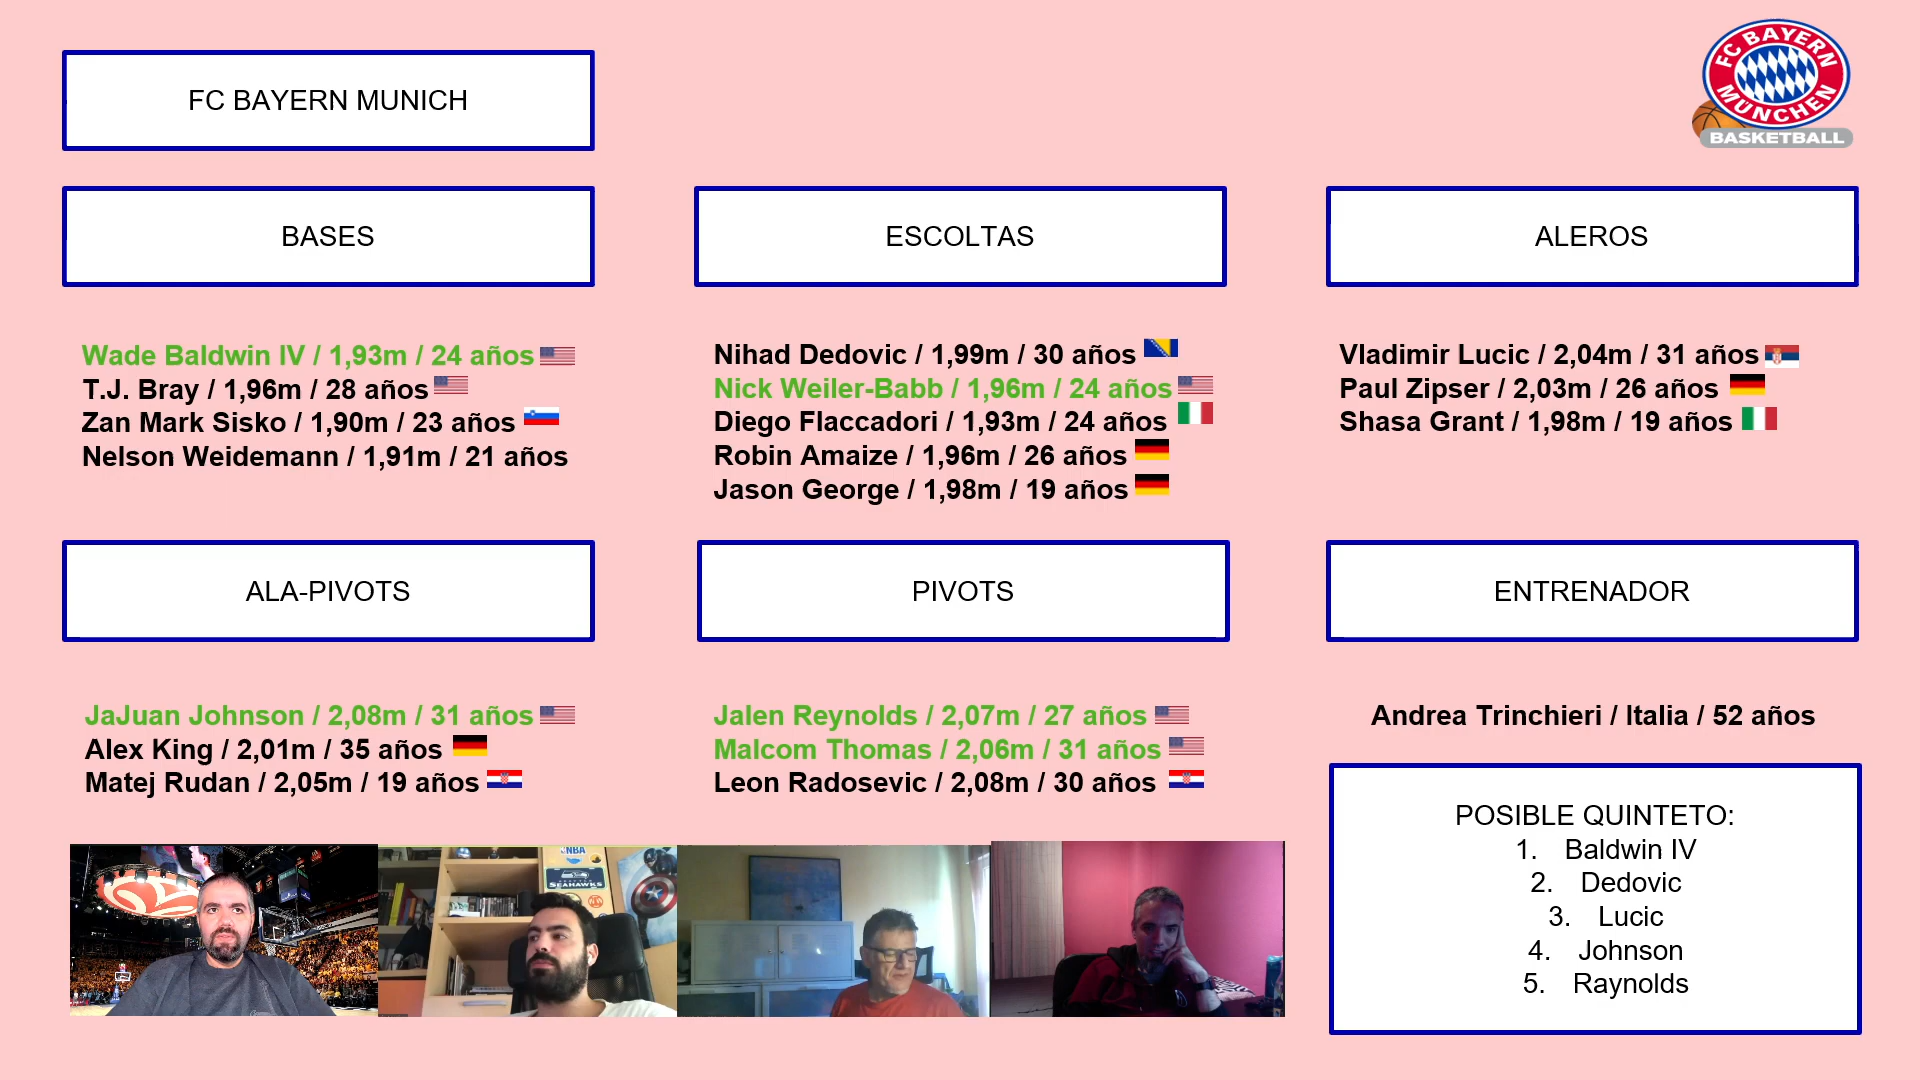 FC BAYERN MUNICH
FC BAYERN
MÜNCHEN
BASKETBALL
BASES
ESCOLTAS
ALEROS
Wade Baldwin IV / 1,93m / 24 años
T.J. Bray / 1,96m / 28 años
Zan Mark Sisko / 1,90m / 23 años
Nelson Weidemann / 1,91m / 21 años
Nihad Dedovic / 1,99m / 30 años
Nick Weiler-Babb / 1,96m / 24 años
Diego Flaccadori / 1,93m / 24 años
Robin Amaize / 1,96m / 26 años
Jason George / 1,98m / 19 años
Vladimir Lucic / 2,04m / 31 años
Paul Zipser / 2,03m / 26 años
Shasa Grant / 1,98m / 19 años
ALA-PIVOTS
PIVOTS
ENTRENADOR
JaJuan Johnson / 2,08m / 31 años
Alex King / 2,01m / 35 años
Matej Rudan / 2,05m / 19 años
Jalen Reynolds / 2,07m / 27 años
Malcom Thomas / 2,06m / 31 años
Leon Radosevic / 2,08m / 30 años
Andrea Trinchieri / Italia / 52 años
POSIBLE QUINTETO:
1. Baldwin IV
2. Dedovic
3. Lucic
4. Johnson
5. Raynolds
NBA
SEAHAWKS